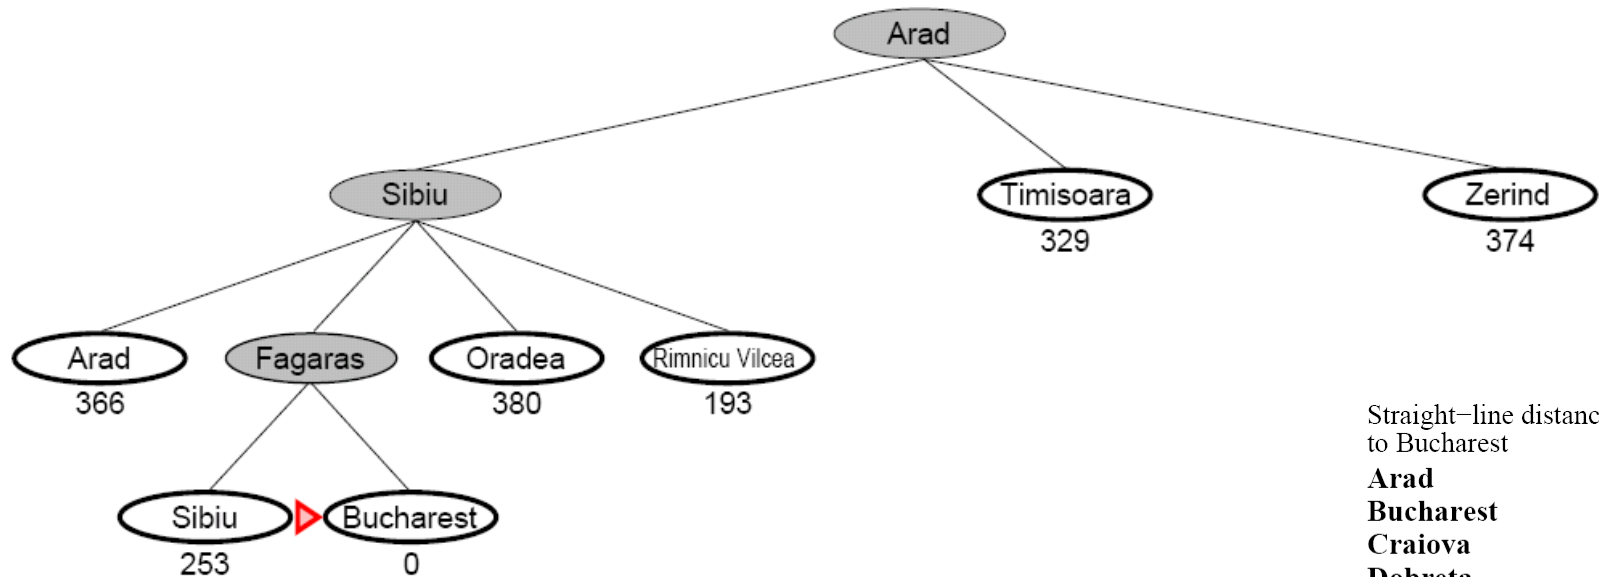 Arad
Sibiu
Timisoara
Zerind
329
374
Arad
Fagaras
Oradea
Rimnicu Vilcea
366
380
193
Straight−line distanc
to Bucharest
Arad
Bucharest
Craiova
Sibiu
Bucharest
253
0